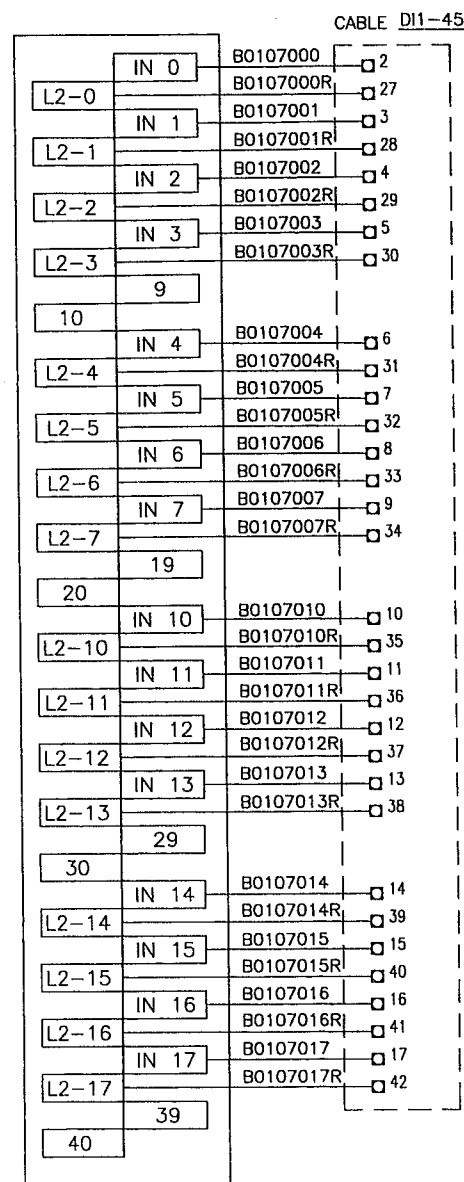 CABLE DI1-45
IN 0 B0107000 2
L2-0 B0107000R 27
IN 1 B0107001 3
L2-1 B0107001R 28
IN 2 B0107002 4
L2-2 B0107002R 29
IN 3 B0107003 5
L2-3 B0107003R 30
9
10
IN 4 B0107004 6
L2-4 B0107004R 31
IN 5 B0107005 7
L2-5 B0107005R 32
IN 6 B0107006 8
L2-6 B0107006R 33
IN 7 B0107007 9
L2-7 B0107007R 34
19
20
IN 10 B0107010 10
L2-10 B0107010R 35
IN 11 B0107011 11
L2-11 B0107011R 36
IN 12 B0107012 12
L2-12 B0107012R 37
IN 13 B0107013 13
L2-13 B0107013R 38
29
30
IN 14 B0107014 14
L2-14 B0107014R 39
IN 15 B0107015 15
L2-15 B0107015R 40
IN 16 B0107016 16
L2-16 B0107016R 41
IN 17 B0107017 17
L2-17 B0107017R 42
39
40